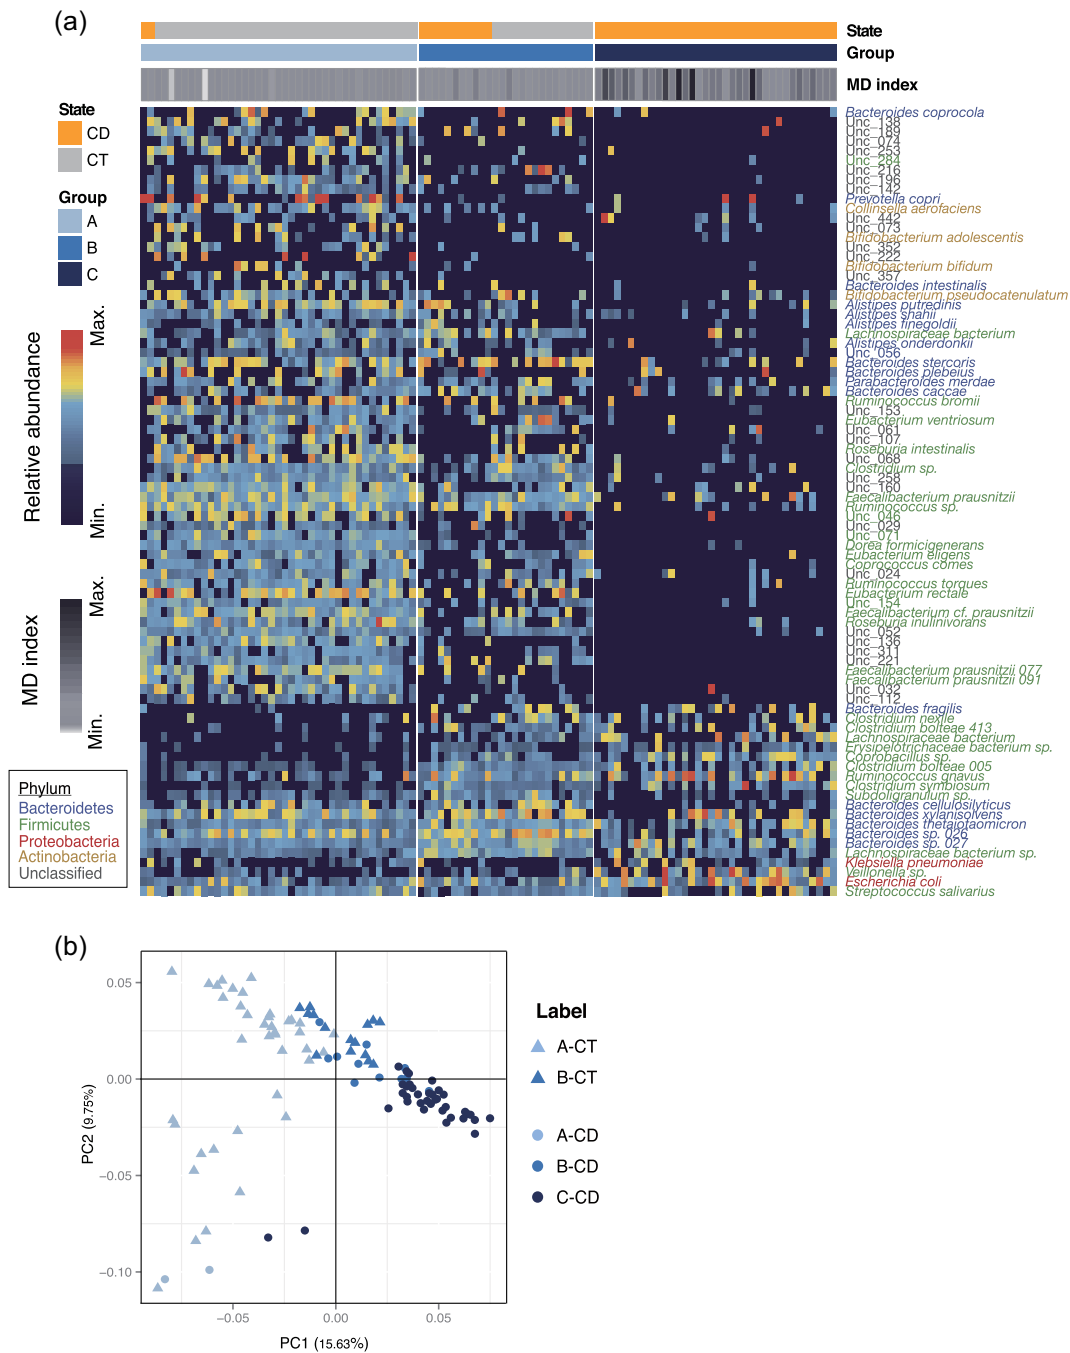 (a)
State
Group
MD index
State
CD
CT
Group
A
B
C
Relative abundance
Max.
Min.
MD index
Max.
Min.
Phylum
Bacteroidetes
Firmicutes
Proteobacteria
Actinobacteria
Unclassified
Bacteroides coprocola
Unc_138
Unc_189
Unc_074
Unc_253
Unc_284
Unc_216
Unc_196
Unc_142
Prevotella copri
Collinsella aerofaciens
Unc_442
Unc_073
Bifidobacterium adolescentis
Unc_352
Unc_222
Bifidobacterium bifidum
Unc_357
Bacteroides intestinalis
Bifidobacterium pseudocatenulatum
Alistipes putredinis
Alistipes shahii
Alistipes finegoldii
Lachnospiraceae bacterium
Alistipes onderdonkii
Unc_056
Bacteroides stercoris
Bacteroides plebeius
Parabacteroides merdae
Bacteroides caccae
Ruminococcus bromii
Unc_153
Eubacterium ventriosum
Unc_061
Unc_107
Roseburia intestinalis
Unc_068
Clostridium sp.
Unc_258
Unc_160
Faecalibacterium prausnitzii
Ruminococcus sp.
Unc_046
Unc_029
Unc_071
Dorea formicigenerans
Eubacterium eligens
Coprococcus comes
Unc_024
Ruminococcus torques
Eubacterium rectale
Unc_154
Faecalibacterium cf. prausnitzii
Roseburia inulinivorans
Unc_052
Unc_136
Unc_311
Unc_221
Faecalibacterium prausnitzii 077
Faecalibacterium prausnitzii 091
Unc_032
Unc_112
Bacteroides fragilis
Clostridium nexile
Clostridium bolteae 413
Lachnospiraceae bacterium
Erysipelotrichaceae bacterium sp.
Coprobacillus sp.
Clostridium bolteae 005
Ruminococcus gnavus
Clostridium symbiosum
Subdoligranulum sp.
Bacteroides cellulosilyticus
Bacteroides xylanisolvens
Bacteroides thetaiotaomicron
Bacteroides sp. 026
Bacteroides sp. 027
Lachnospiraceae bacterium sp.
Klebsiella pneumoniae
Veillonella sp.
Escherichia coli
Streptococcus salivarius
(b)
0.05
0.00
−0.05
−0.10
PC2 (9.75%)
−0.05
0.00
0.05
PC1 (15.63%)
Label
A-CT
B-CT
A-CD
B-CD
C-CD